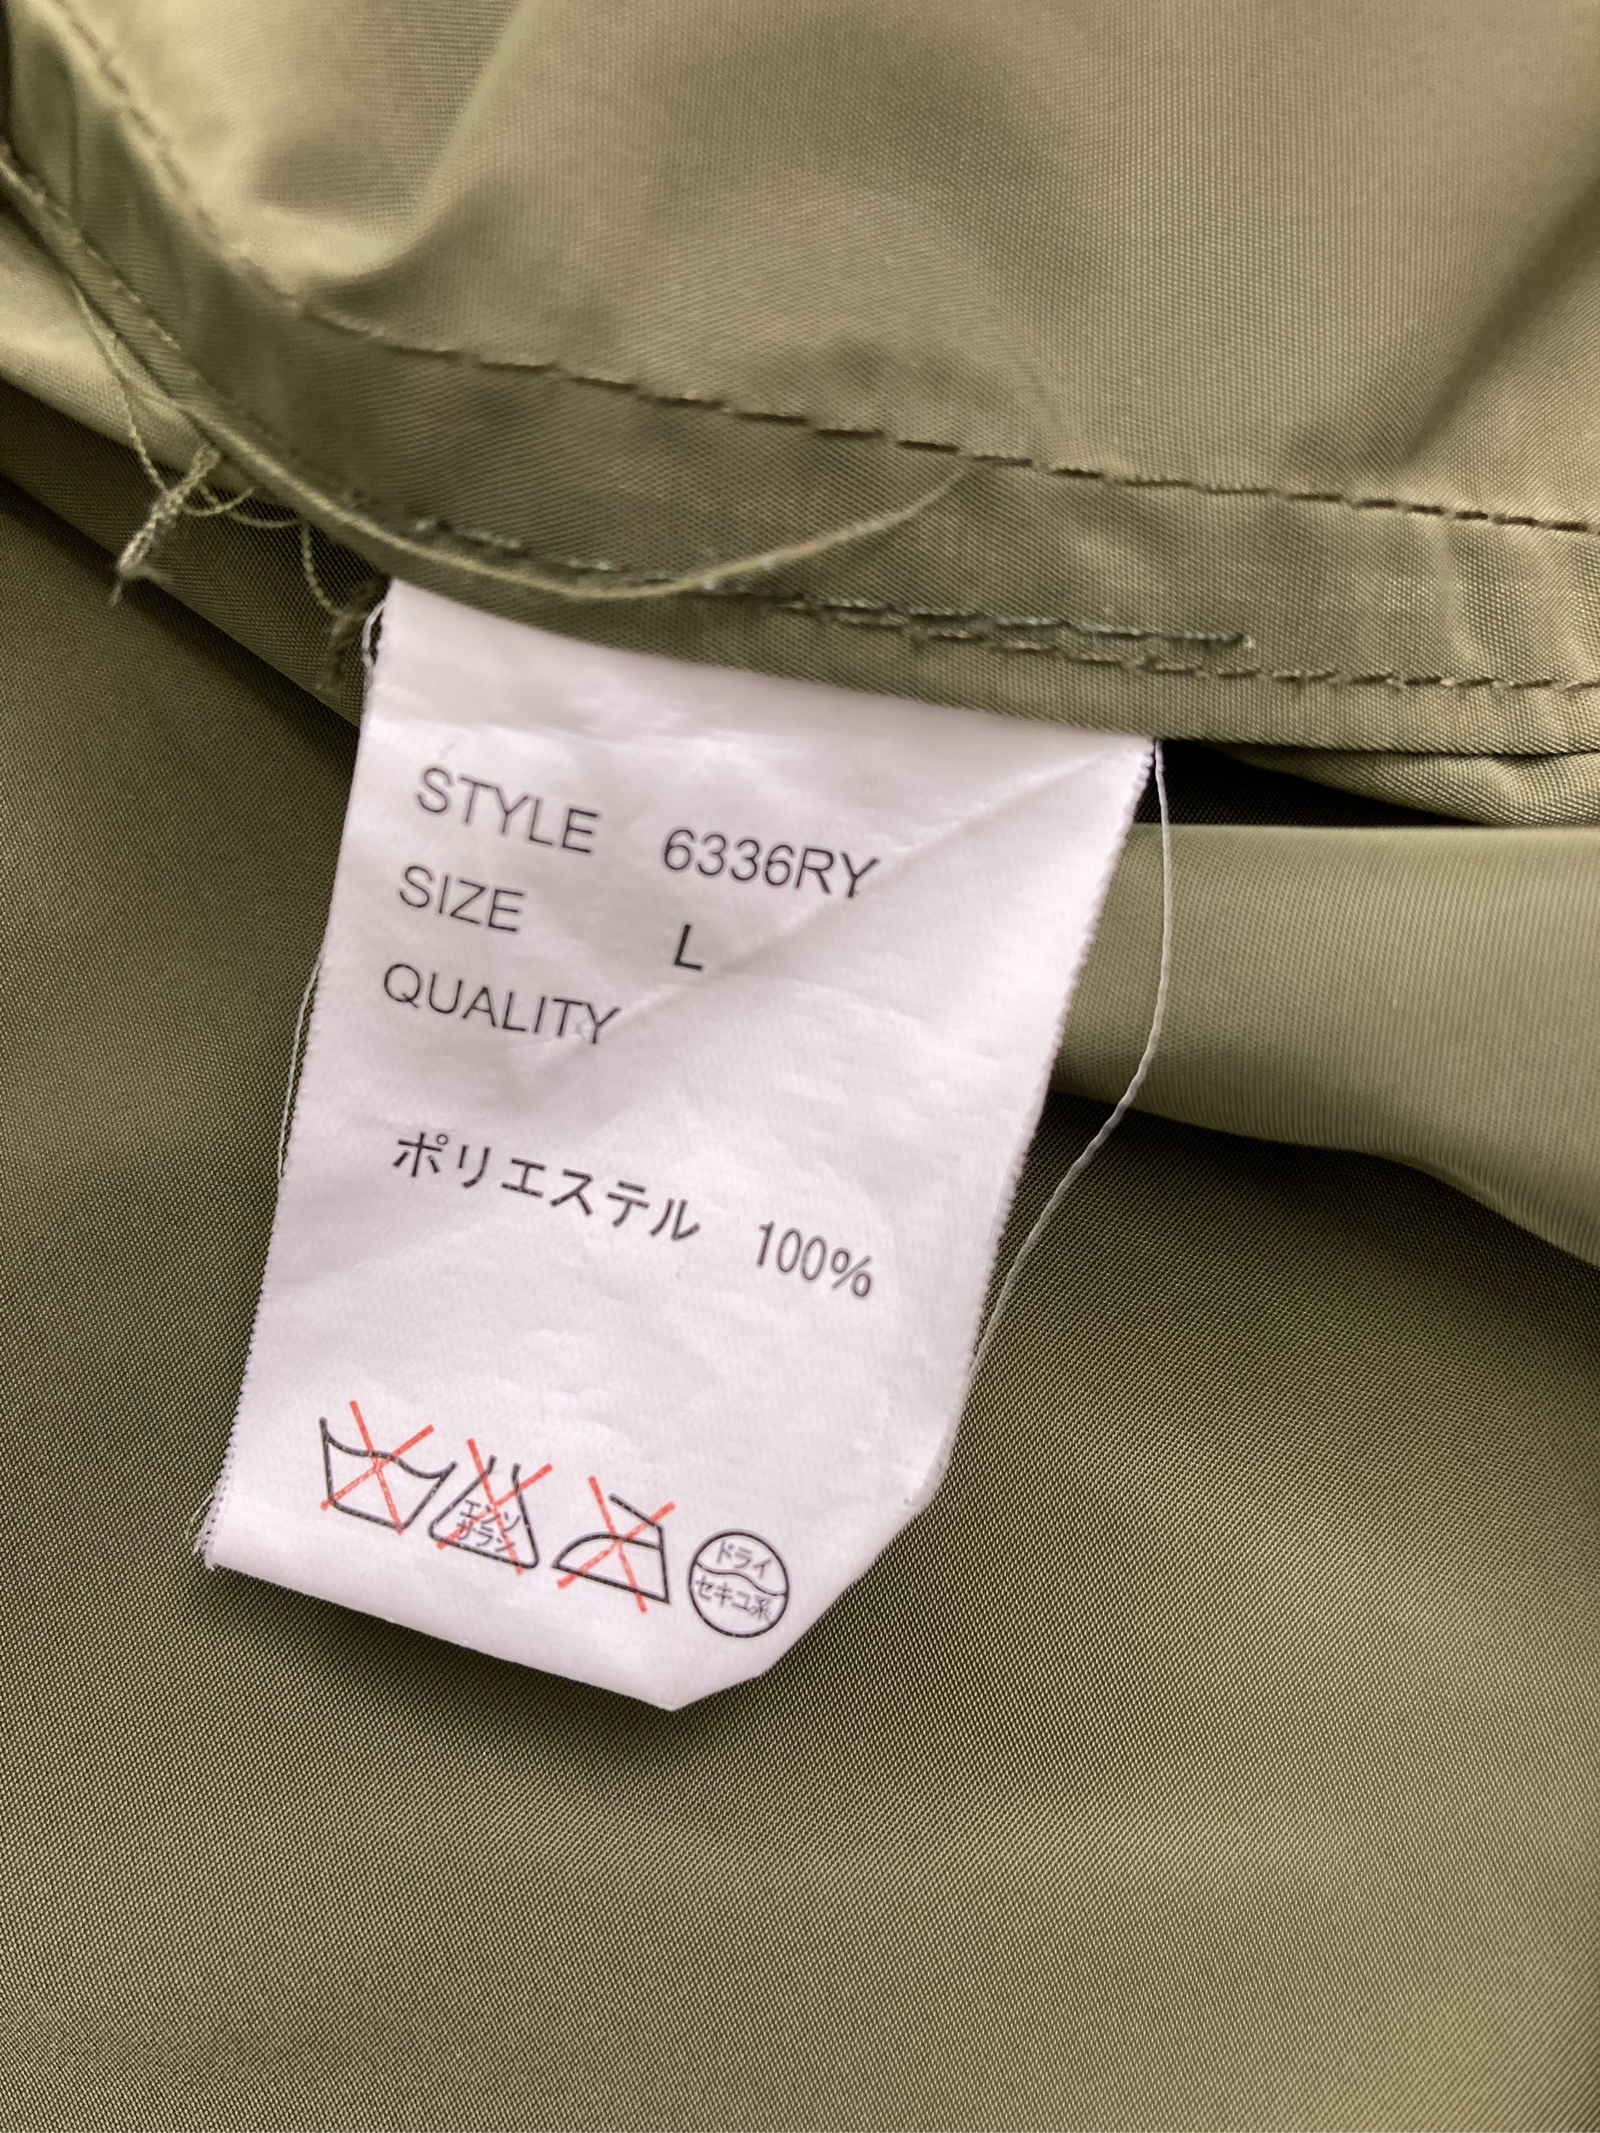 STYLE 6336RY
SIZE L
QUALITY
ポリエステル 100%
エンソ
サラシ
ドライ
セキユ系